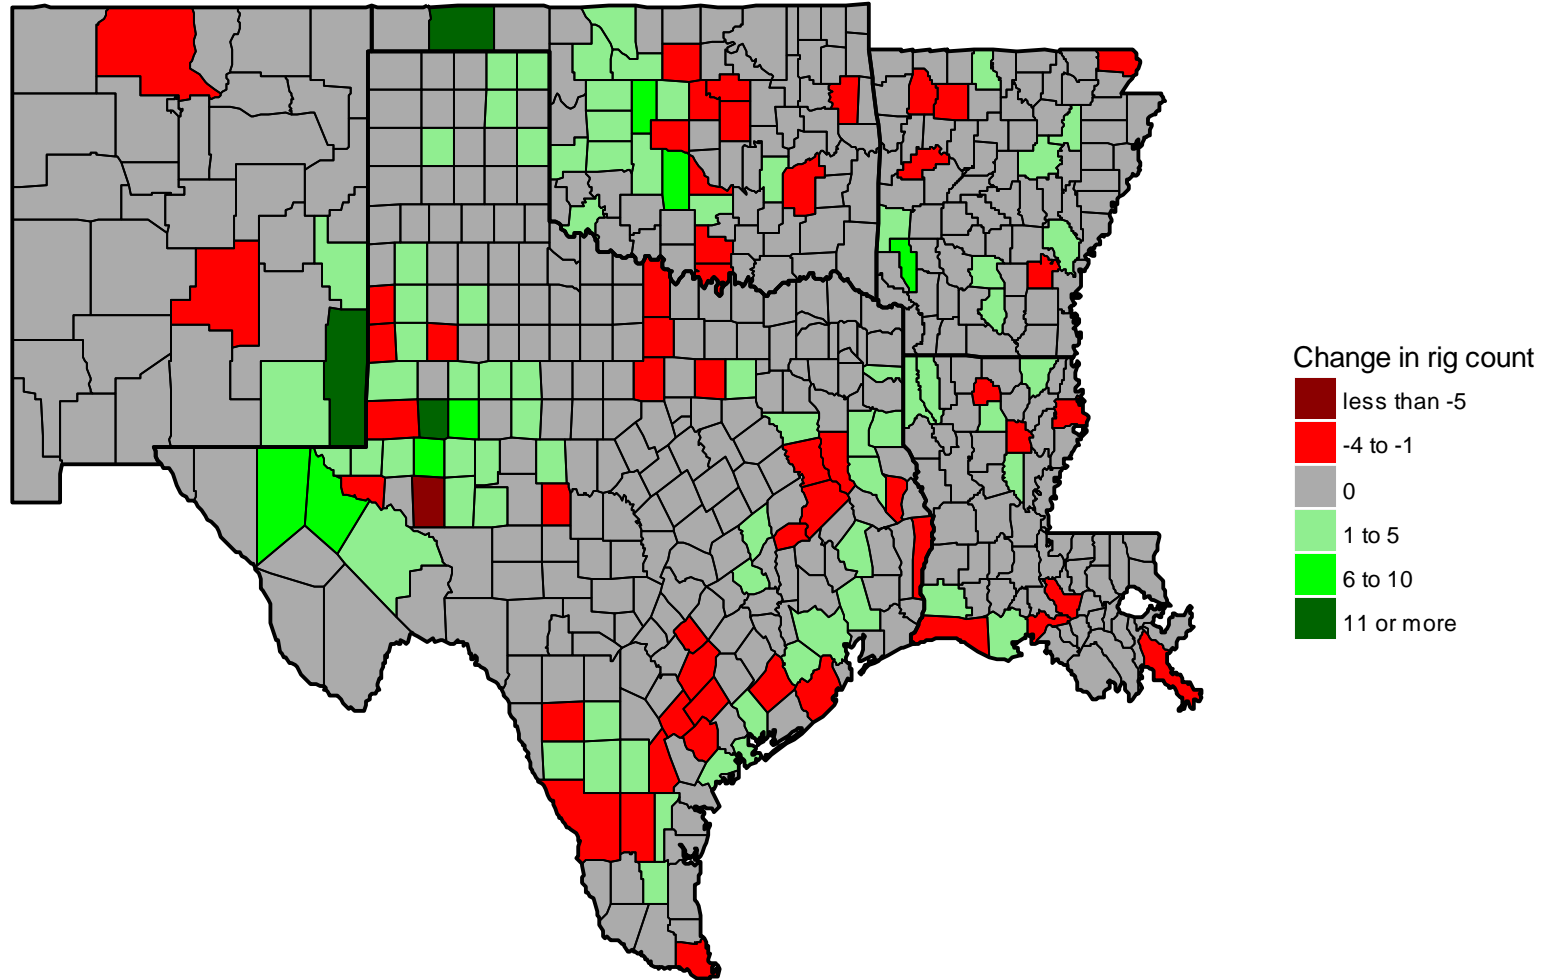 Change in rig count
less than -5
-4 to -1
0
1 to 5
6 to 10
11 or more